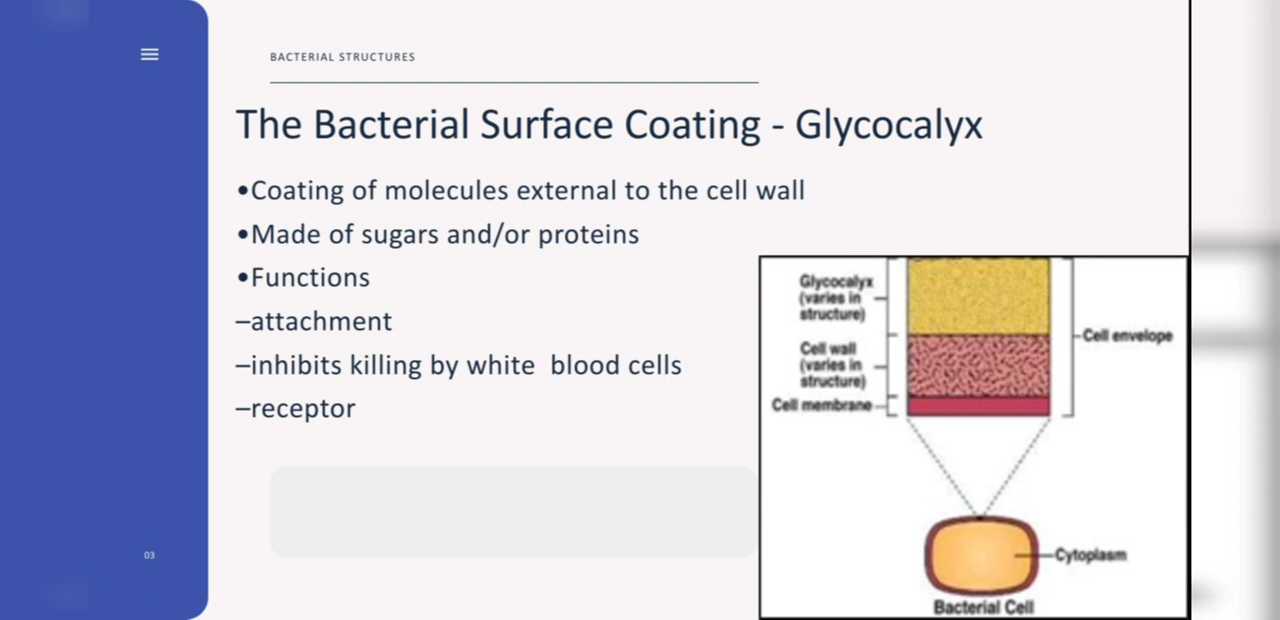 BACTERIAL STRUCTURES
The Bacterial Surface Coating - Glycocalyx
•Coating of molecules external to the cell wall
•Made of sugars and/or proteins
•Functions
–attachment
–inhibits killing by white  blood cells
–receptor
03
Glycocalyx
(varies in
structure)
Cell wall
(varies in
structure)
Cell membrane
Cell envelope
Cytoplasm
Bacterial Cell